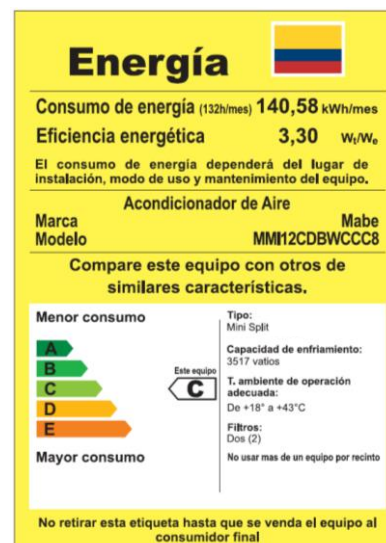 Energía
Consumo de energía (132h/mes) 140,58 kWh/mes
Eficiencia energética 3,30 Wt/We
El consumo de energía dependerá del lugar de
instalación, modo de uso y mantenimiento del equipo.
Acondicionador de Aire
Marca Mabe
Modelo MMI12CDBWCCC8
Compare este equipo con otros de
similares características.
Menor consumo
A
B
C
D
E
Mayor consumo
Este equipo
C
Tipo:
Mini Split
Capacidad de enfriamiento:
3517 vatios
T. ambiente de operación
adecuada:
De +18° a +43°C
Filtros:
Dos (2)
No usar mas de un equipo por recinto
No retirar esta etiqueta hasta que se venda el equipo al
consumidor final